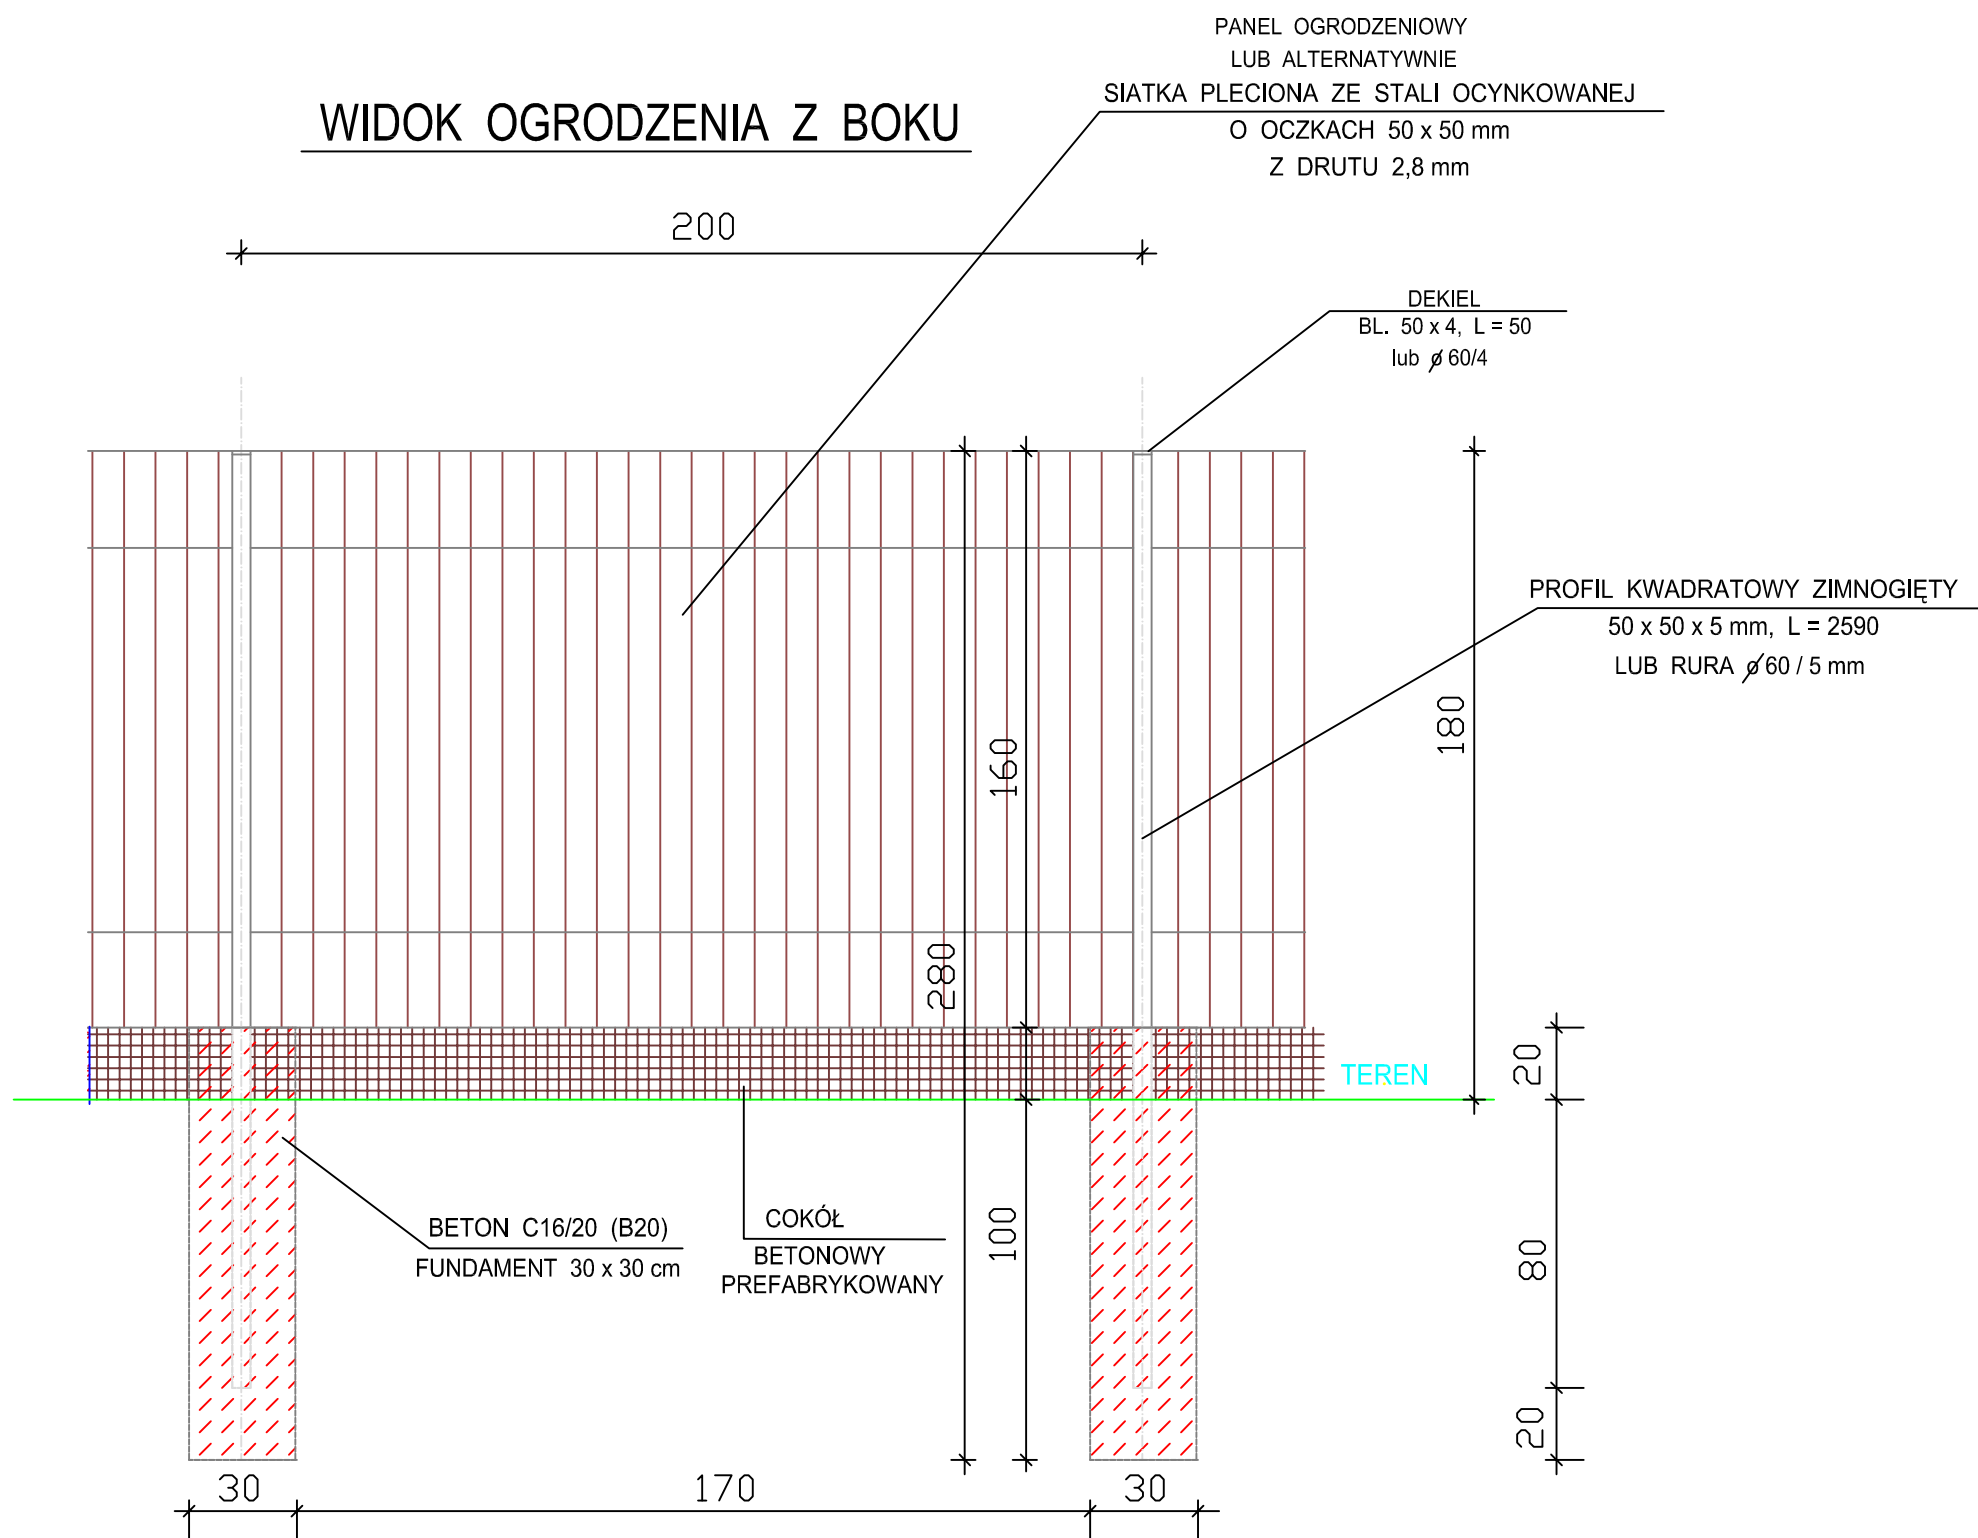 PANEL OGRODZENIOWY
LUB ALTERNATYWNIE
SIATKA PLECIONA ZE STALI OCYNKOWANEJ
O OCZKACH 50 x 50 mm
Z DRUTU 2,8 mm
WIDOK OGRODZENIA Z BOKU
200
DEKIEL
BL. 50 x 4, L = 50
lub ø 60/4
PROFIL KWADRATOWY ZIMNOGIĘTY
50 x 50 x 5 mm, L = 2590
LUB RURA ø 60 / 5 mm
180
160
280
20
TEREN
BETON C16/20 (B20)
FUNDAMENT 30 x 30 cm
COKÓŁ
BETONOWY
PREFABRYKOWANY
100
80
20
30
170
30